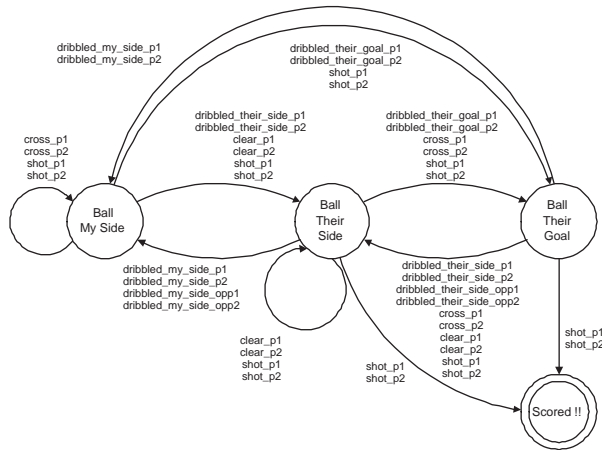 dribbled_my_side_p1
dribbled_my_side_p2
dribbled_their_goal_p1
dribbled_their_goal_p2
shot_p1
shot_p2
cross_p1
cross_p2
shot_p1
shot_p2
dribbled_their_side_p1
dribbled_their_side_p2
clear_p1
clear_p2
shot_p1
shot_p2
dribbled_their_goal_p1
dribbled_their_goal_p2
cross_p1
cross_p2
shot_p1
shot_p2
Ball
My Side
Ball
Their
Side
Ball
Their
Goal
dribbled_my_side_p1
dribbled_my_side_p2
dribbled_my_side_opp1
dribbled_my_side_opp2
dribbled_their_side_p1
dribbled_their_side_p2
dribbled_their_side_opp1
dribbled_their_side_opp2
cross_p1
cross_p2
clear_p1
clear_p2
shot_p1
shot_p2
clear_p1
clear_p2
shot_p1
shot_p2
shot_p1
shot_p2
shot_p1
shot_p2
Scored !!